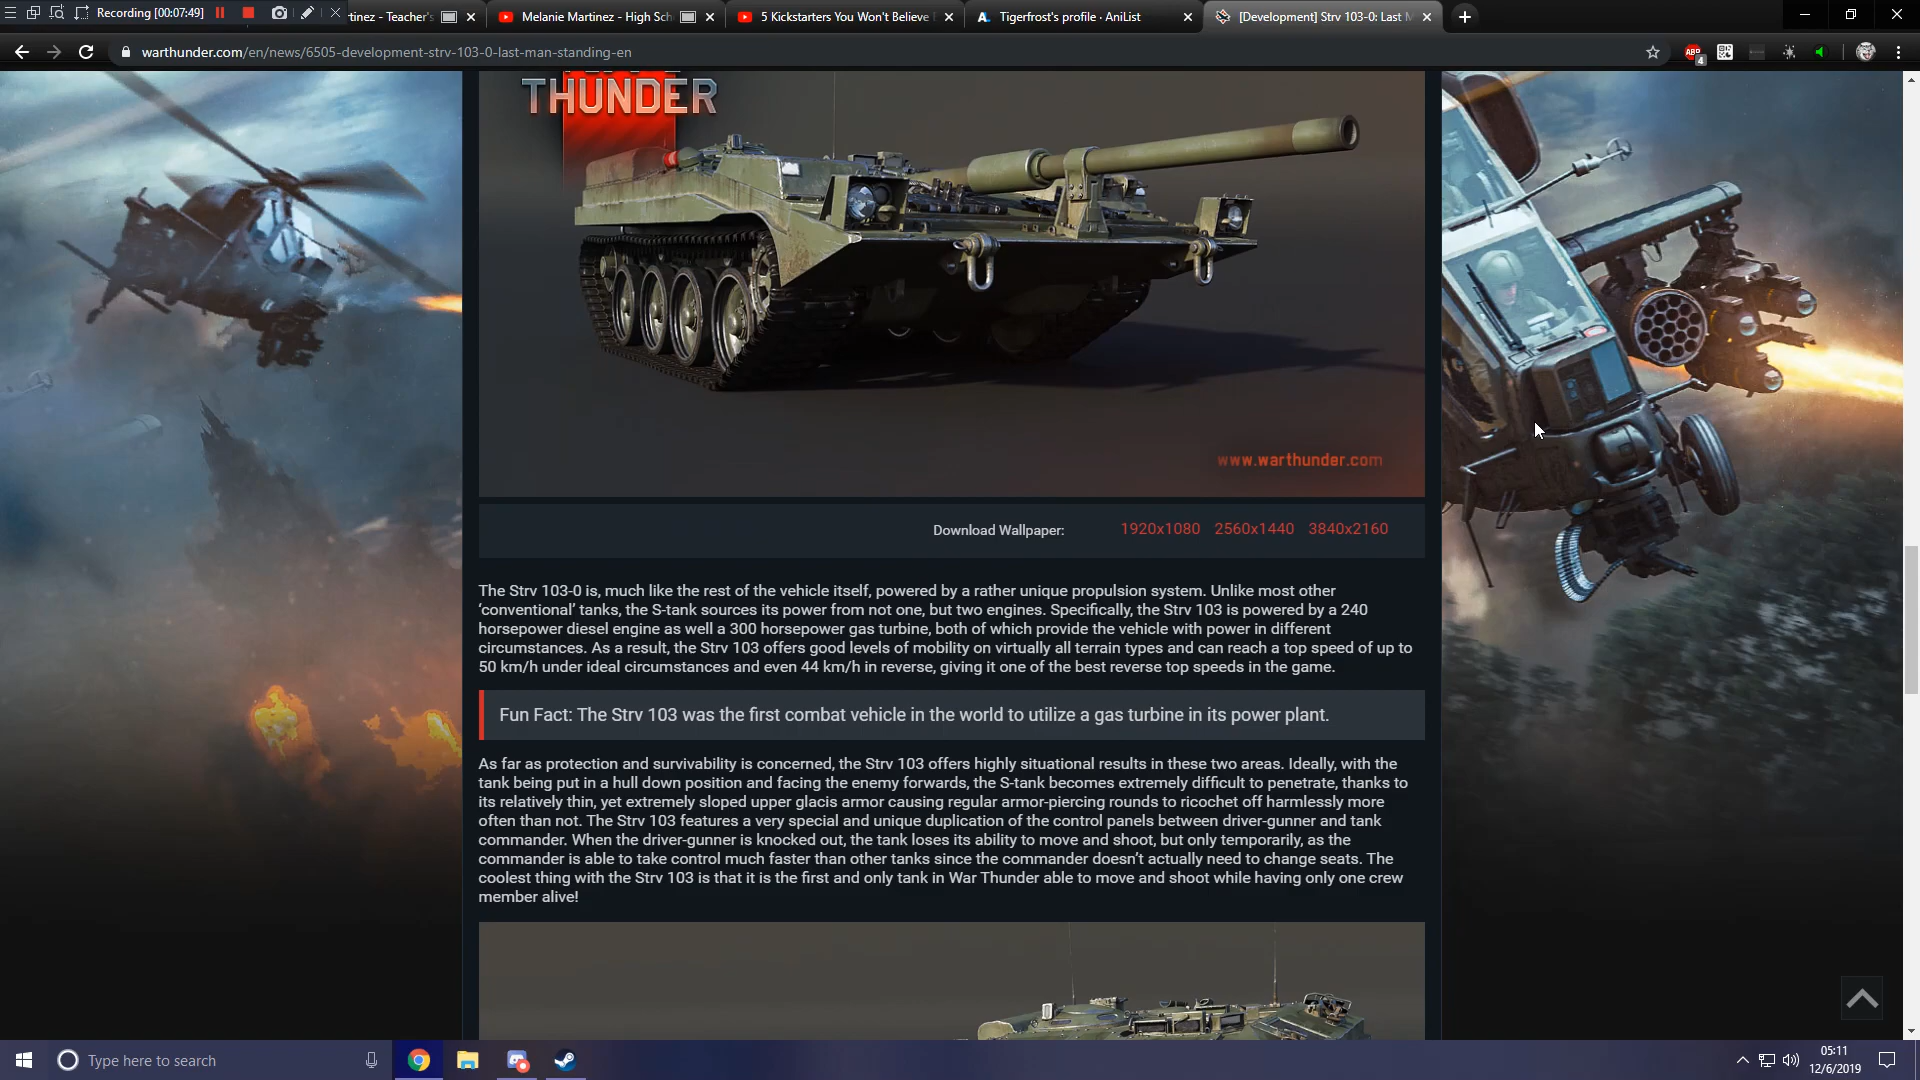 Recording [00:07:49]
tinez - Teacher's
Melanie Martinez - High Sch
5 Kickstarters You Won't Believe
Tigerfrost's profile · AniList
[Development] Strv 103-0: Last M
warthunder.com/en/news/6505-development-strv-103-0-last-man-standing-en
ABP
4
THUNDER
www.warthunder.com
Download Wallpaper: 1920x1080 2560x1440 3840x2160
The Strv 103-0 is, much like the rest of the vehicle itself, powered by a rather unique propulsion system. Unlike most other
‘conventional’ tanks, the S-tank sources its power from not one, but two engines. Specifically, the Strv 103 is powered by a 240
horsepower diesel engine as well a 300 horsepower gas turbine, both of which provide the vehicle with power in different
circumstances. As a result, the Strv 103 offers good levels of mobility on virtually all terrain types and can reach a top speed of up to
50 km/h under ideal circumstances and even 44 km/h in reverse, giving it one of the best reverse top speeds in the game.
Fun Fact: The Strv 103 was the first combat vehicle in the world to utilize a gas turbine in its power plant.
As far as protection and survivability is concerned, the Strv 103 offers highly situational results in these two areas. Ideally, with the
tank being put in a hull down position and facing the enemy forwards, the S-tank becomes extremely difficult to penetrate, thanks to
its relatively thin, yet extremely sloped upper glacis armor causing regular armor-piercing rounds to ricochet off harmlessly more
often than not. The Strv 103 features a very special and unique duplication of the control panels between driver-gunner and tank
commander. When the driver-gunner is knocked out, the tank loses its ability to move and shoot, but only temporarily, as the
commander is able to take control much faster than other tanks since the commander doesn’t actually need to change seats. The
coolest thing with the Strv 103 is that it is the first and only tank in War Thunder able to move and shoot while having only one crew
member alive!
Type here to search
05:11
12/6/2019